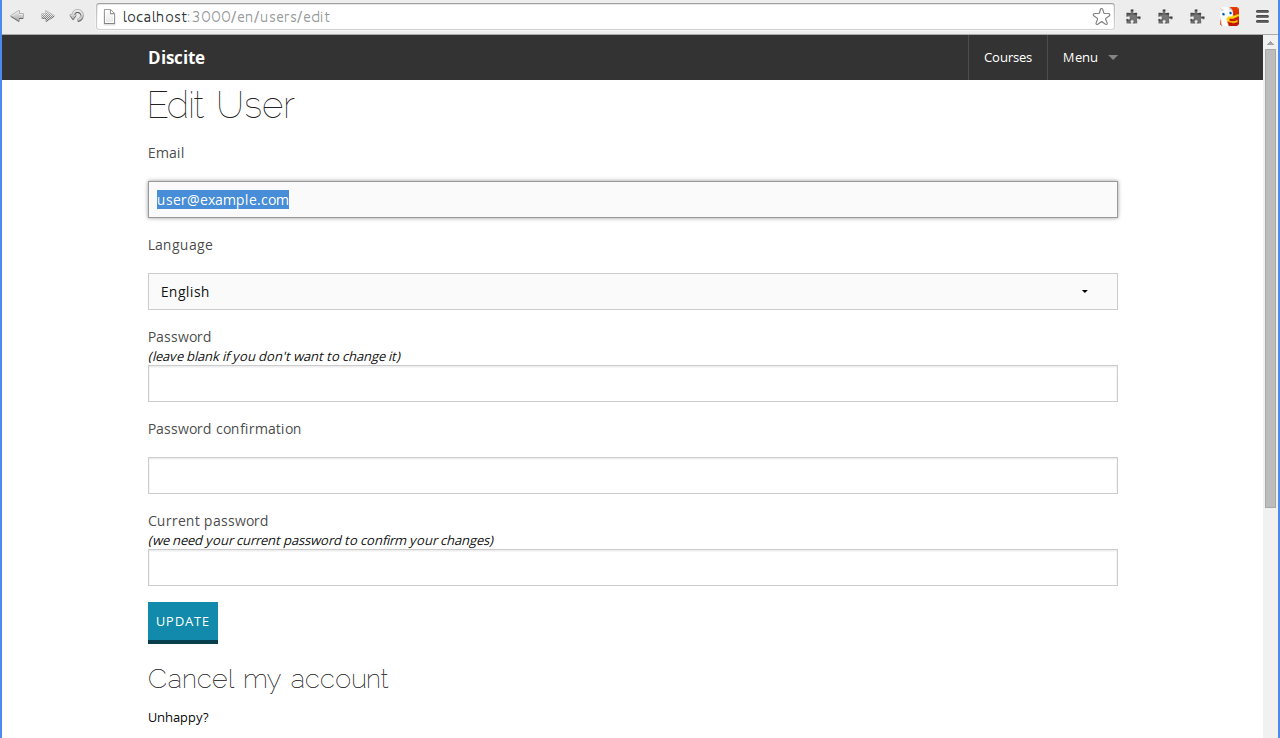 localhost:3000/en/users/edit
Discite
Courses
Menu
Edit User
Email
user@example.com
Language
English
Password
(leave blank if you don't want to change it)
Password confirmation
Current password
(we need your current password to confirm your changes)
UPDATE
Cancel my account
Unhappy?